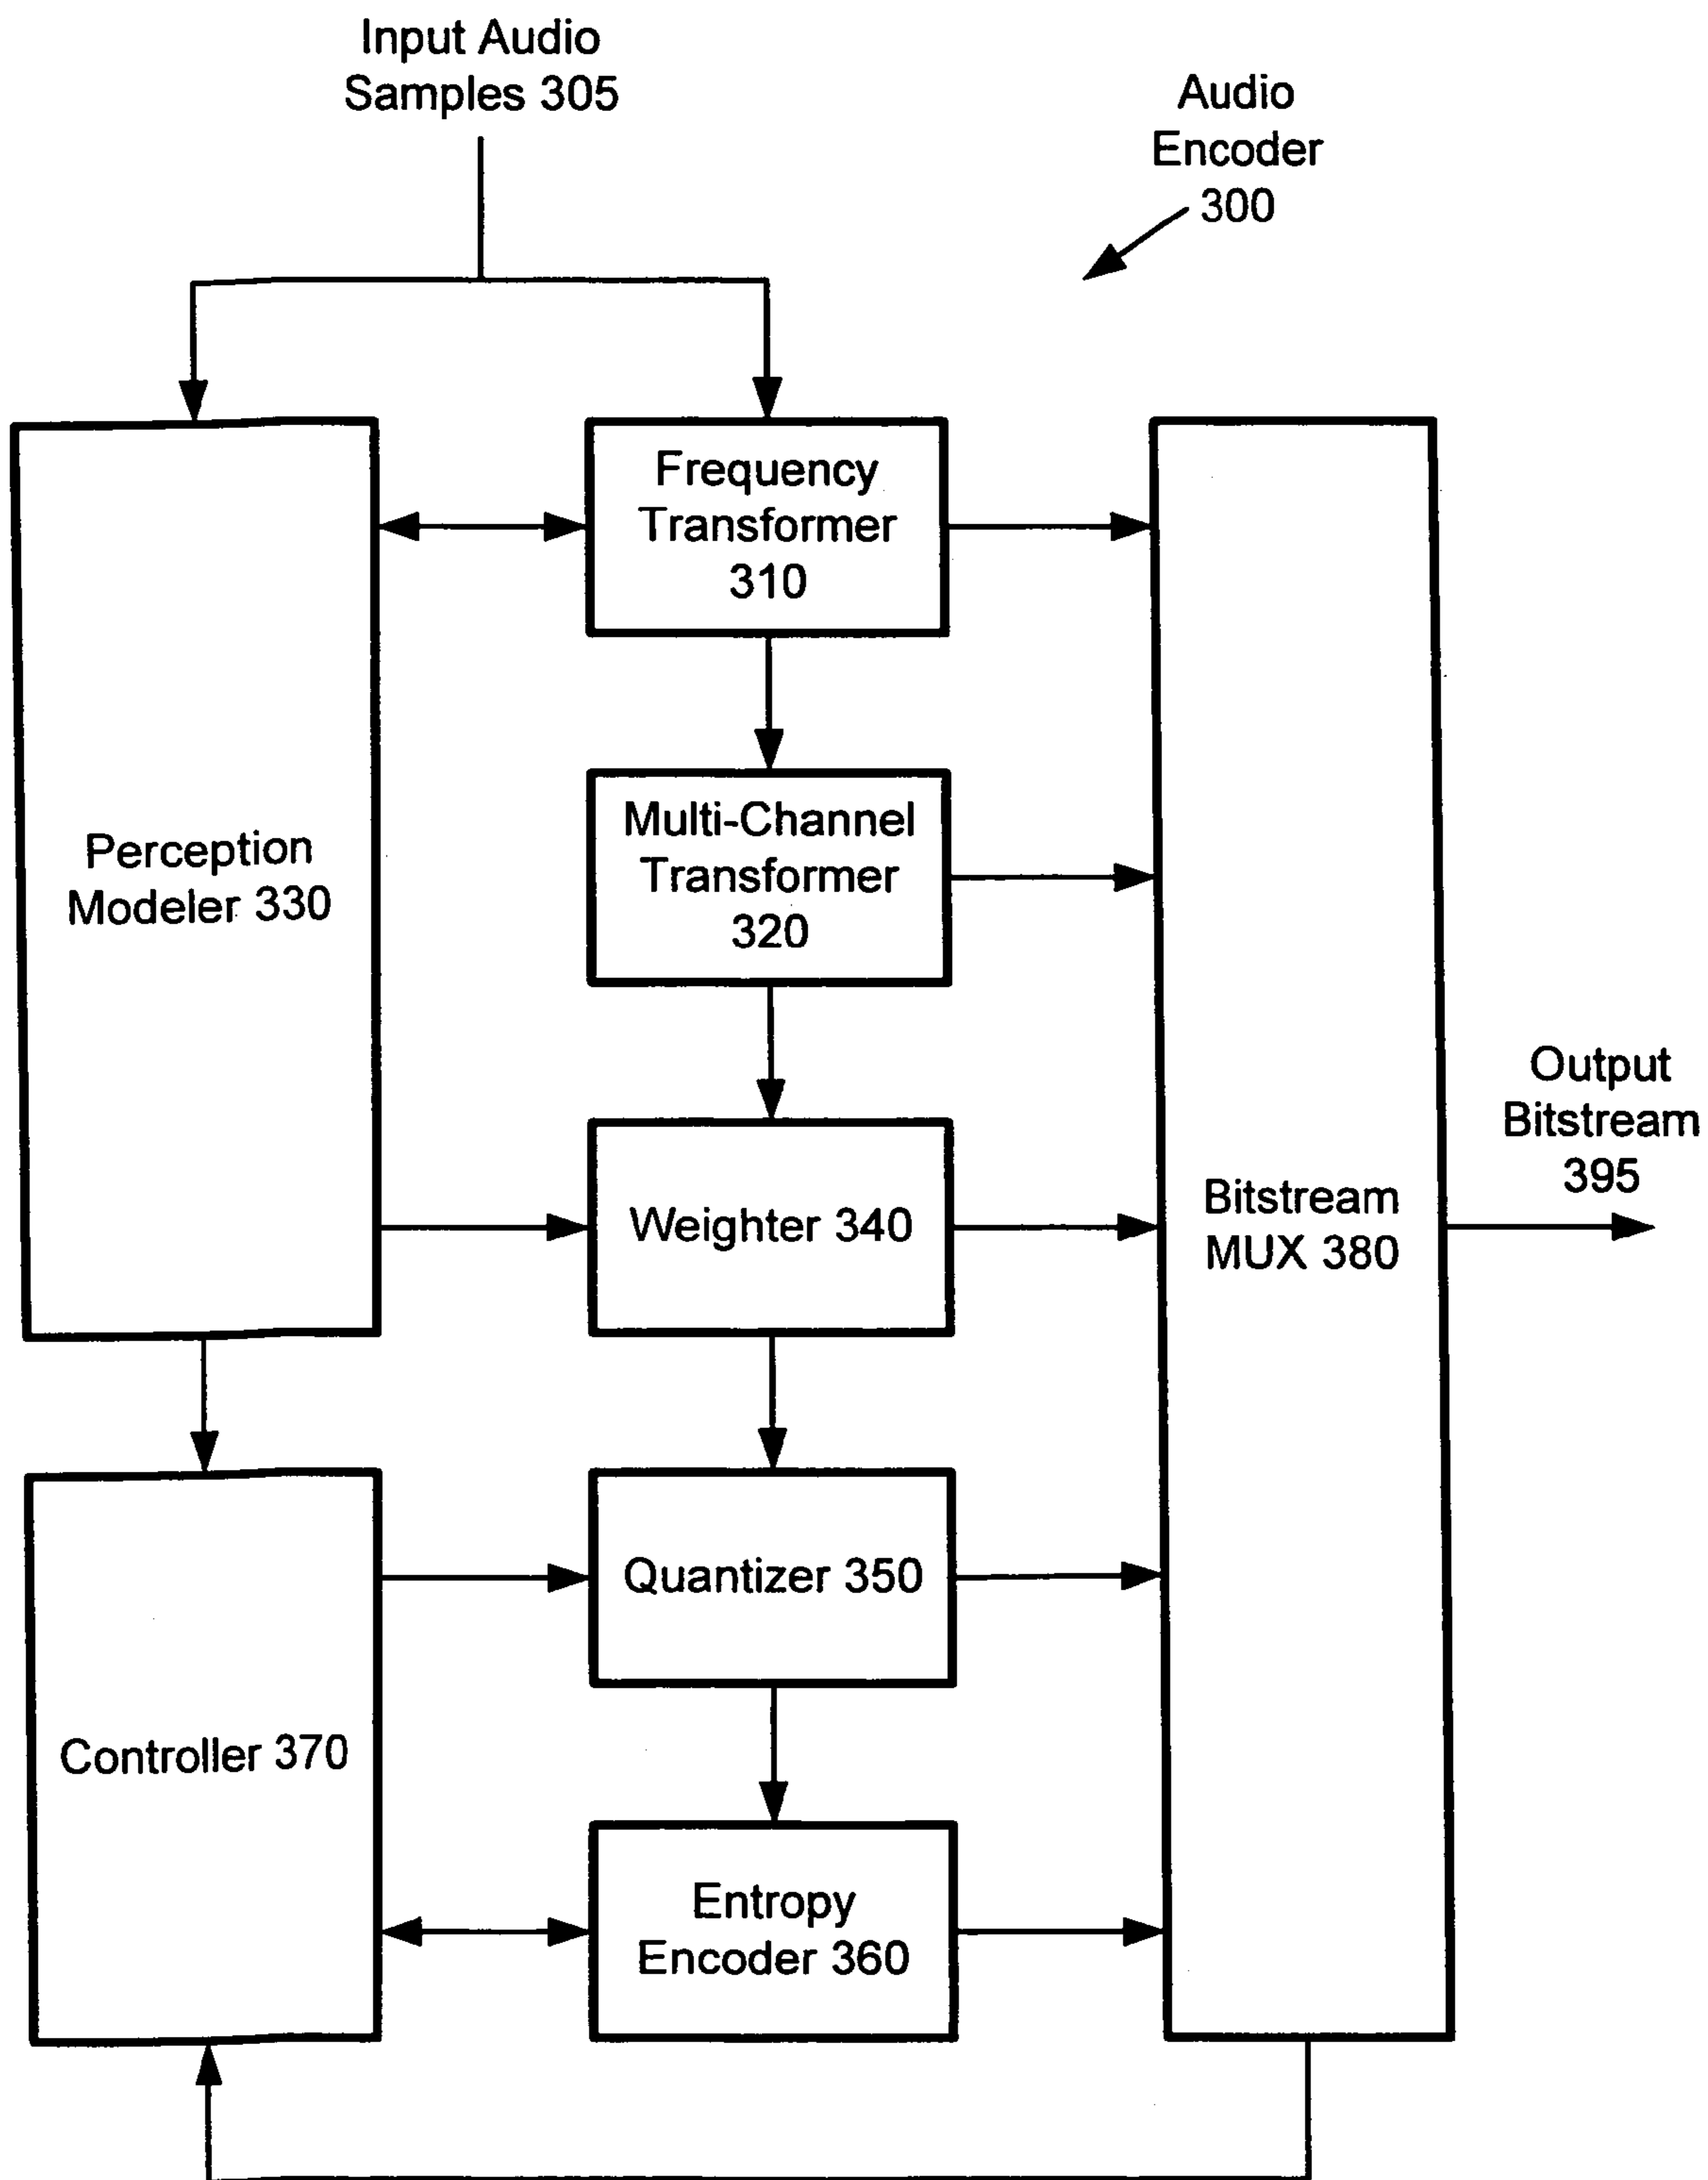 Input Audio
Samples 305
Audio
Encoder
300
Frequency
Transformer
310
Multi-Channel
Transformer
320
Perception
Modeler 330
Weighter 340
Output
Bitstream
395
Bitstream
MUX 380
Quantizer 350
Controller 370
Entropy
Encoder 360